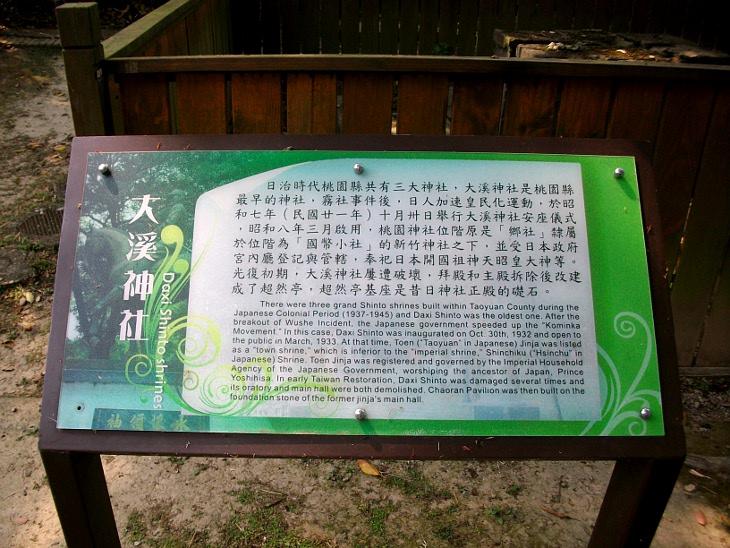 大溪神社
Daxi Shinto shrines
日治時代桃園縣共有三大神社，大溪神社是桃園縣
最早的神社，霧社事件後，日人加速皇民化運動，於昭
和七年（民國廿一年）十月卅日舉行大溪神社安座儀式
，昭和八年三月啟用，桃園神社位階原是「鄉社」隸屬
於位階為「國幣小社」的新竹神社之下，並受日本政府
宮內廳登記與管轄，奉祀日本開國祖神天昭皇大神等。
光復初期，大溪神社屢遭破壞，拜殿和主殿拆除後改建
成了超然亭，超然亭基座是昔日神社正殿的礎石。
There were three grand Shinto shrines built within Taoyuan County during the
Japanese Colonial Period (1937-1945) and Daxi Shinto was the oldest one. After the
breakout of Wushe Incident, the Japanese government speeded up the "Kominka
Movement." In this case, Daxi Shinto was inaugurated on Oct. 30th, 1932 and open to
the public in March, 1933. At that time, Toen ("Taoyuan" in Japanese) Jinja was listed
as a "town shrine," which is inferior to the "imperial shrine," Shinchiku ("Hsinchu" in
Japanese) Shrine. Toen Jinja was registered and governed by the Imperial Household
Agency of the Japanese Government, worshiping the ancestor of Japan, Prince
Yoshihisa. In early Taiwan Restoration, Daxi Shinto was damaged several times and
its oratory and main hall were both demolished. Chaoran Pavilion was then built on the
foundation stone of the former jinja's main hall.